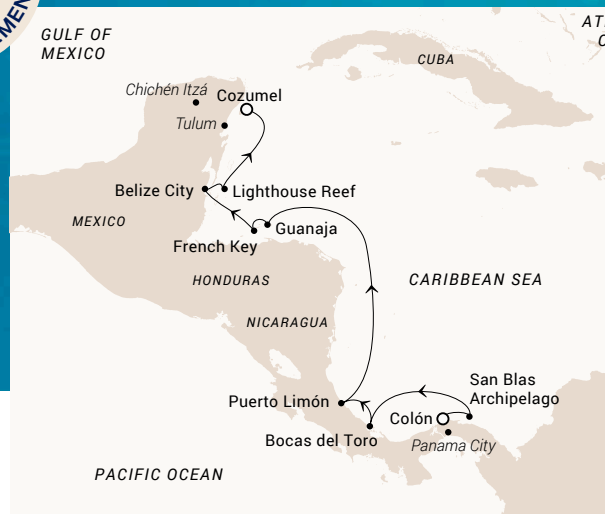 GULF OF
MEXICO
CUBA
Chichén Itzá
Cozumel
Tulum
Belize City
Lighthouse Reef
MEXICO
Guanaja
French Key
HONDURAS
CARIBBEAN SEA
NICARAGUA
San Blas
Archipelago
Puerto Limón
Colón
Bocas del Toro
Panama City
PACIFIC OCEAN